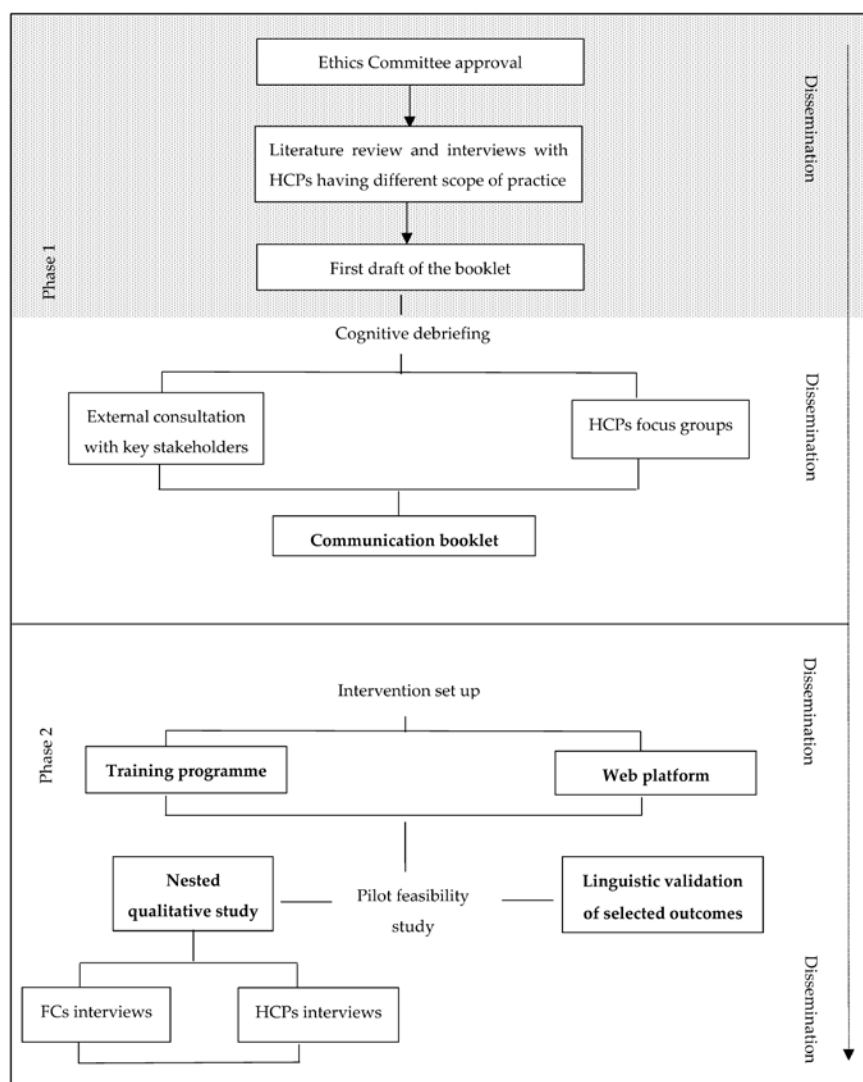 Ethics Committee approval
Dissemination
Literature review and interviews with
HCPs having different scope of practice
First draft of the booklet
Phase 1
Cognitive debriefing
External consultation
with key stakeholders
HCPs focus groups
Dissemination
Communication booklet
Dissemination
Intervention set up
Phase 2
Training programme
Web platform
Nested
qualitative study
Pilot feasibility
study
Linguistic validation
of selected outcomes
FCs interviews
HCPs interviews
Dissemination